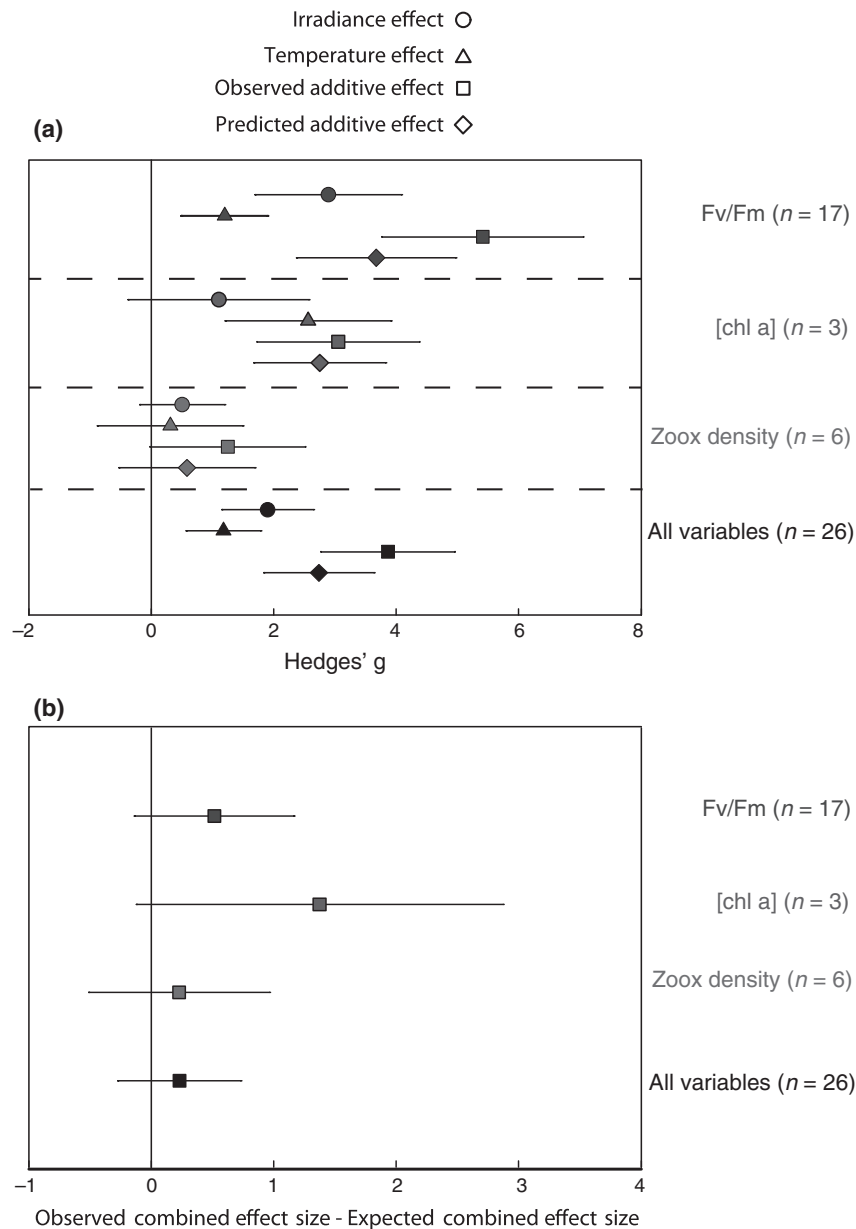 Irradiance effect
Temperature effect
Observed additive effect
Predicted additive effect
(a)
Fv/Fm (n = 17)
[chl a] (n = 3)
Zoox density (n = 6)
All variables (n = 26)
–2 0 2 4 6 8
Hedges’ g
(b)
Fv/Fm (n = 17)
[chl a] (n = 3)
Zoox density (n = 6)
All variables (n = 26)
–1 0 1 2 3 4
Observed combined effect size - Expected combined effect size